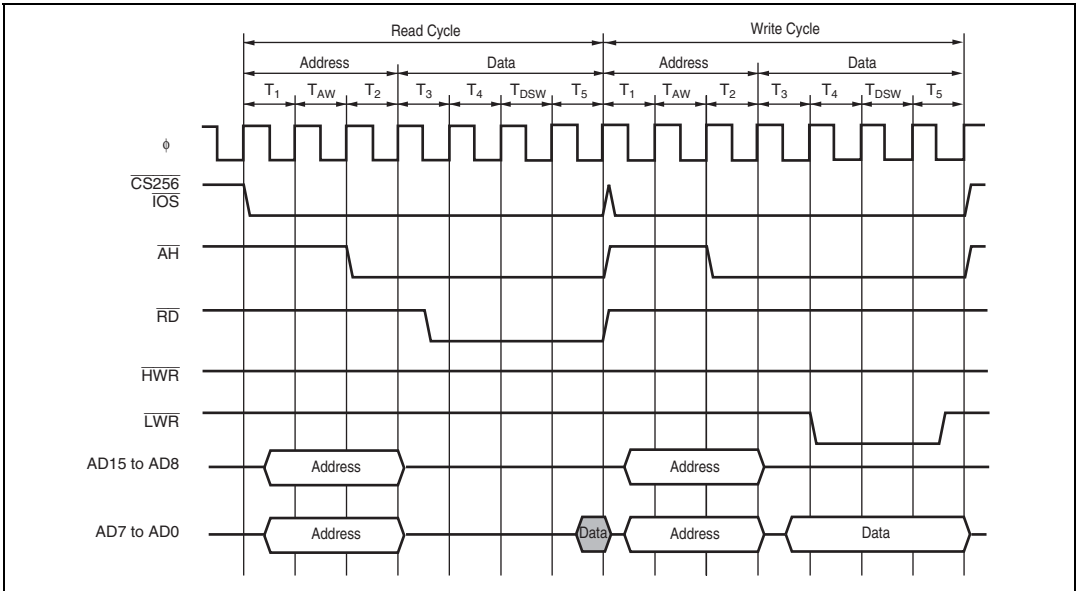 Read Cycle Write Cycle
Address Data Address Data
T1 TAW T2 T3 T4 TDSW T5 T1 TAW T2 T3 T4 TDSW T5
φ
CS256
IOS
AH
RD
HWR
LWR
AD15 to AD8 Address Address
AD7 to AD0 Address Data Address Data